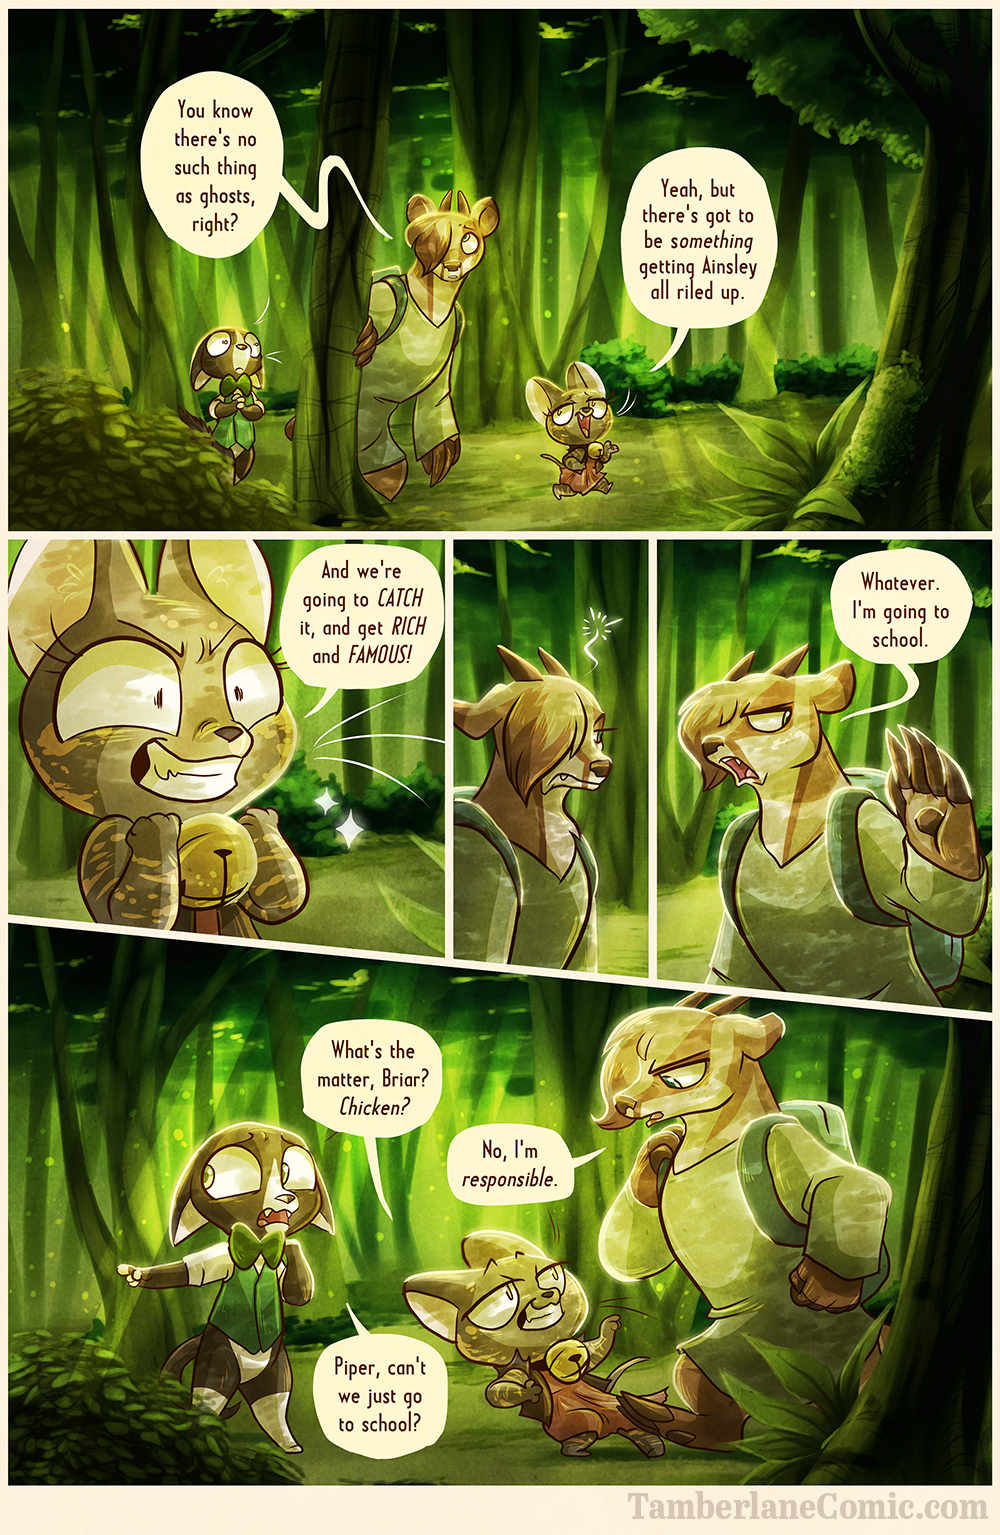 You know
there's no
such thing
as ghosts,
right?
Yeah, but
there's got to
be something
getting Ainsley
all riled up.
And we're
going to CATCH
it, and get RICH
and FAMOUS!
Whatever.
I'm going to
school.
What's the
matter, Briar?
Chicken?
No, I'm
responsible.
Piper, can't
we just go
to school?
TamberlaneComic.com